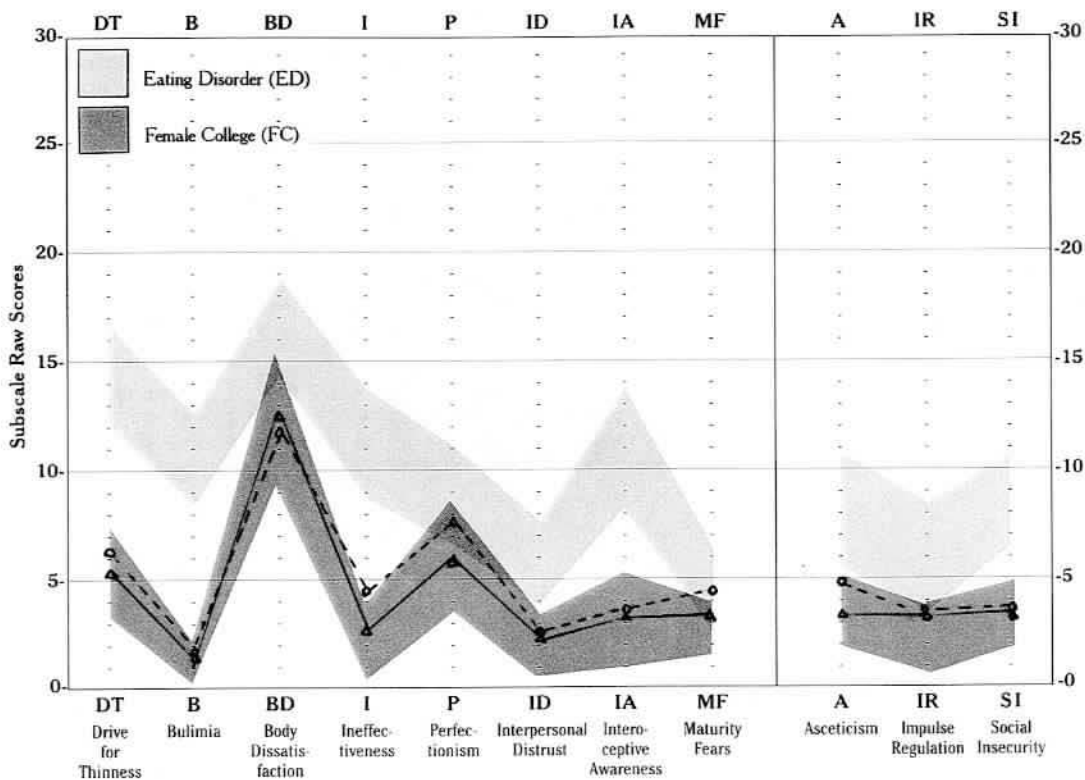 DT B BD I P ID IA MF A IR SI
30- -30
Eating Disorder (ED)
Female College (FC)
25- -25
20- -20
15- -15
10- -10
5- -5
0- -0
Subscale Raw Scores
DT B BD I P ID IA MF A IR SI
Drive Bulimia Body Ineffec- Perfec- Interpersonal Intero- Maturity Asceticism Impulse Social
for Dissatis- tiveness tionism Distrust ceptive Fears Regulation Insecurity
Thinness faction Awareness